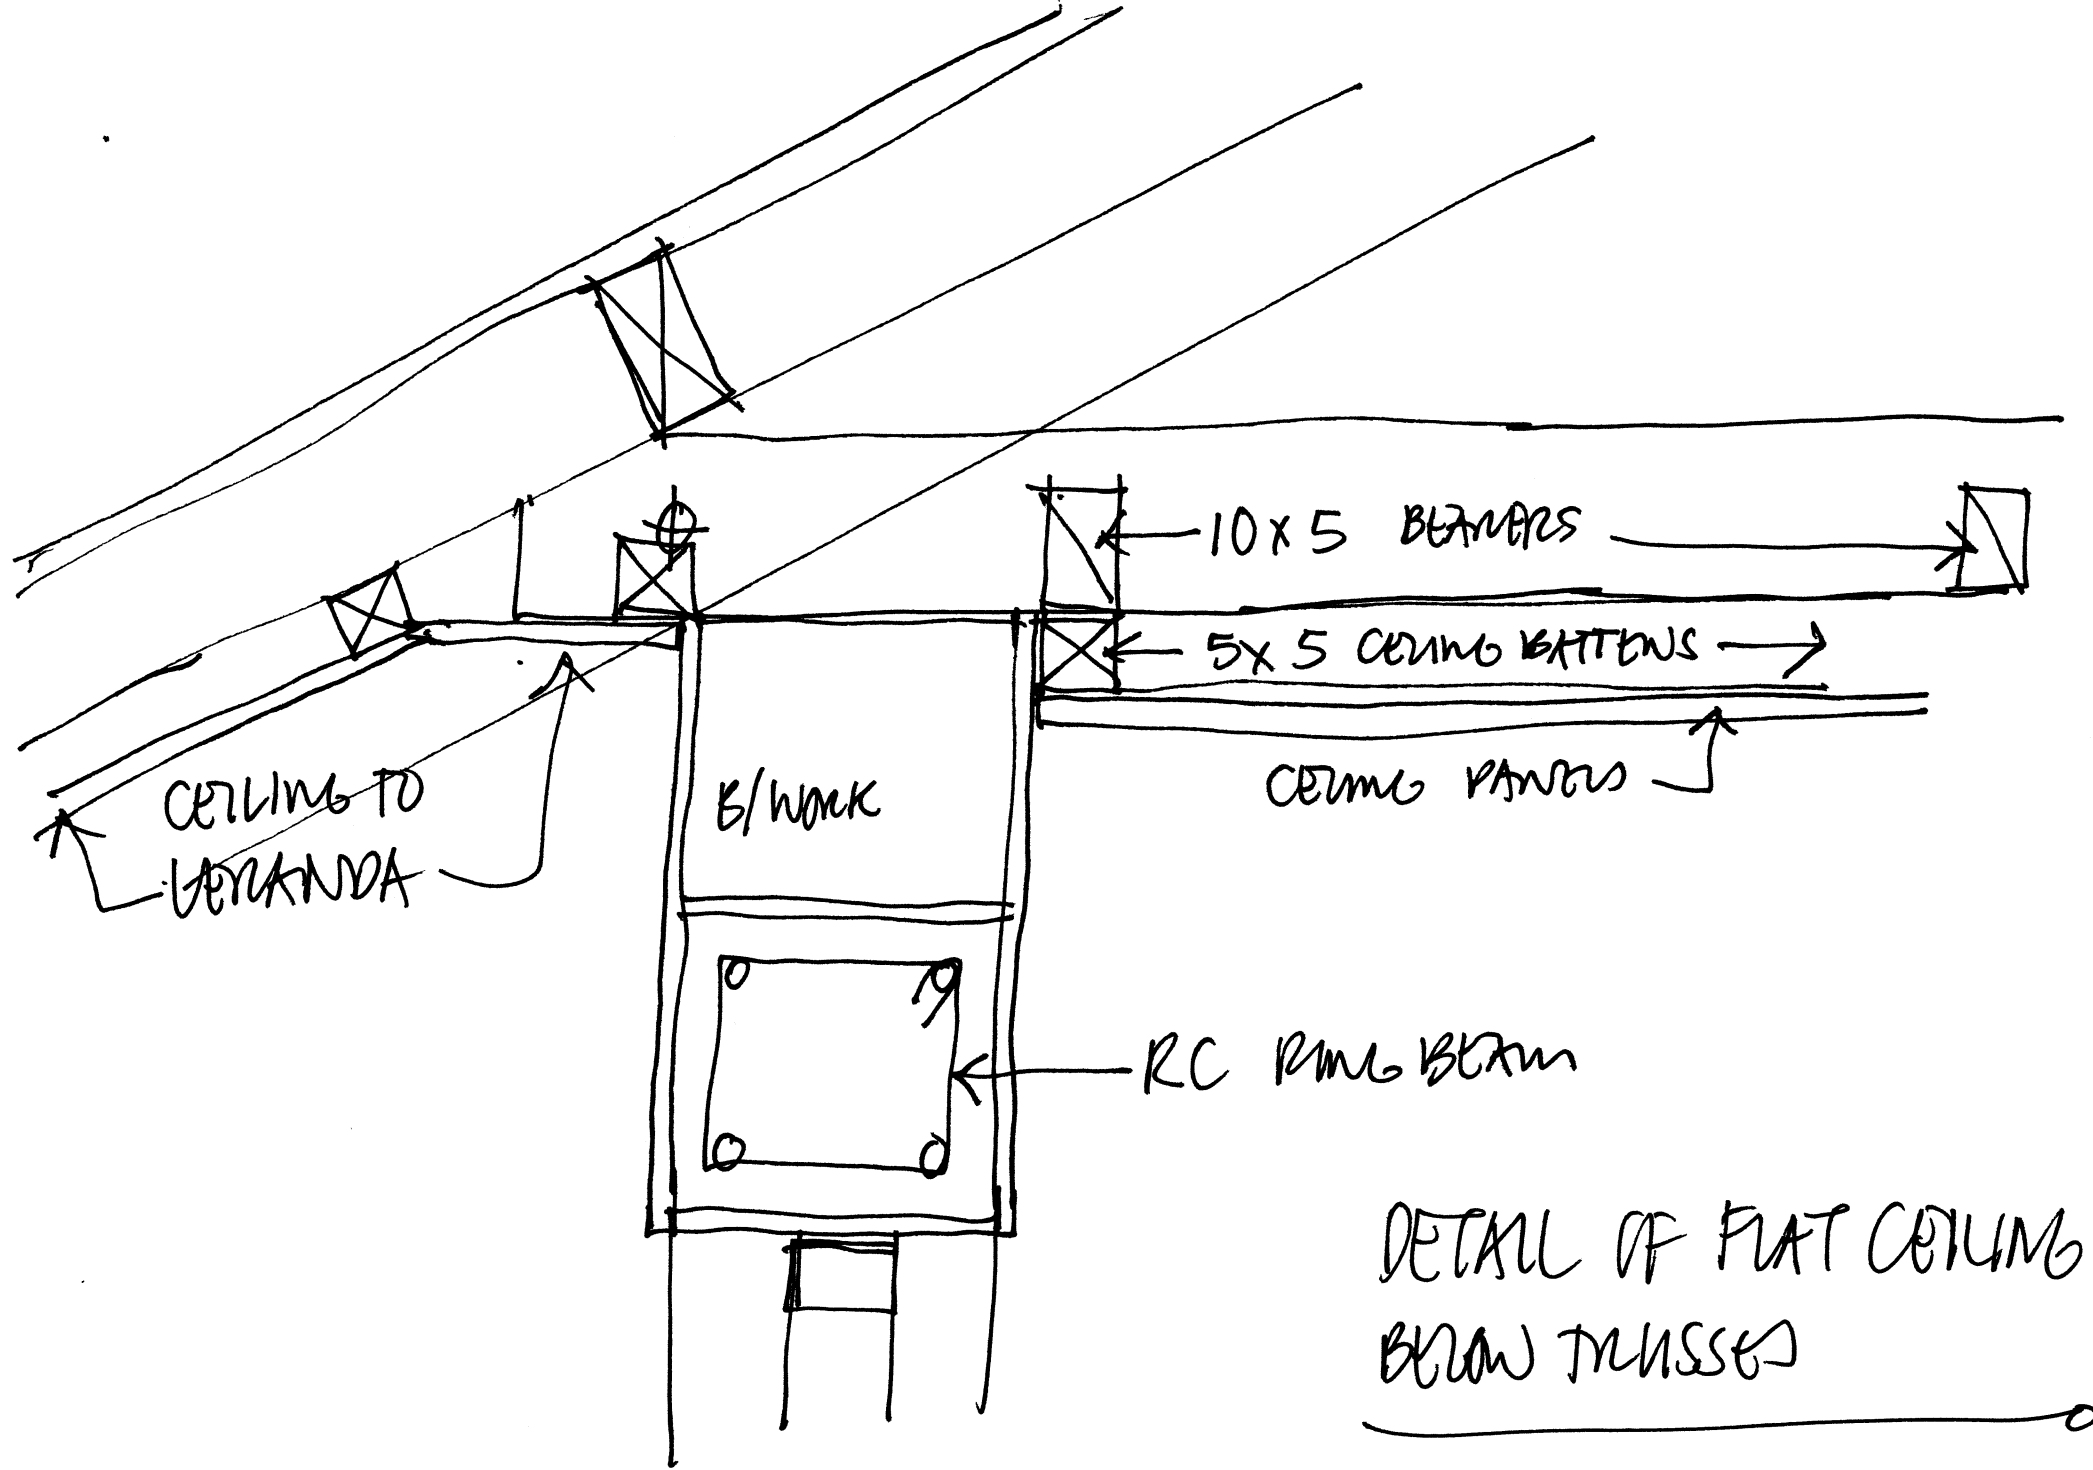 10 X 5 BEARERS
5 X 5 CEILING BATTENS
CEILING TO
VERANDA
B/WORK
CEILING PANELS
RC RING BEAM
DETAIL OF FLAT CEILING
BELOW TRUSSES